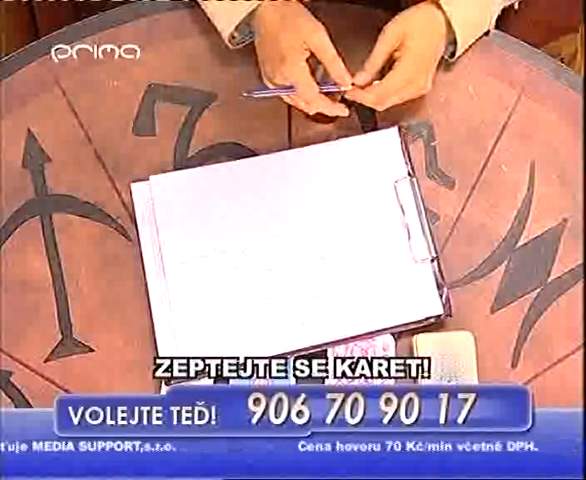 prima
ZEPTEJTE SE KARET!
VOLEJTE TEĎ! 906 70 90 17
ťuje MEDIA SUPPORT,s.r.o. Cena hovoru 70 Kč/min včetně DPH.